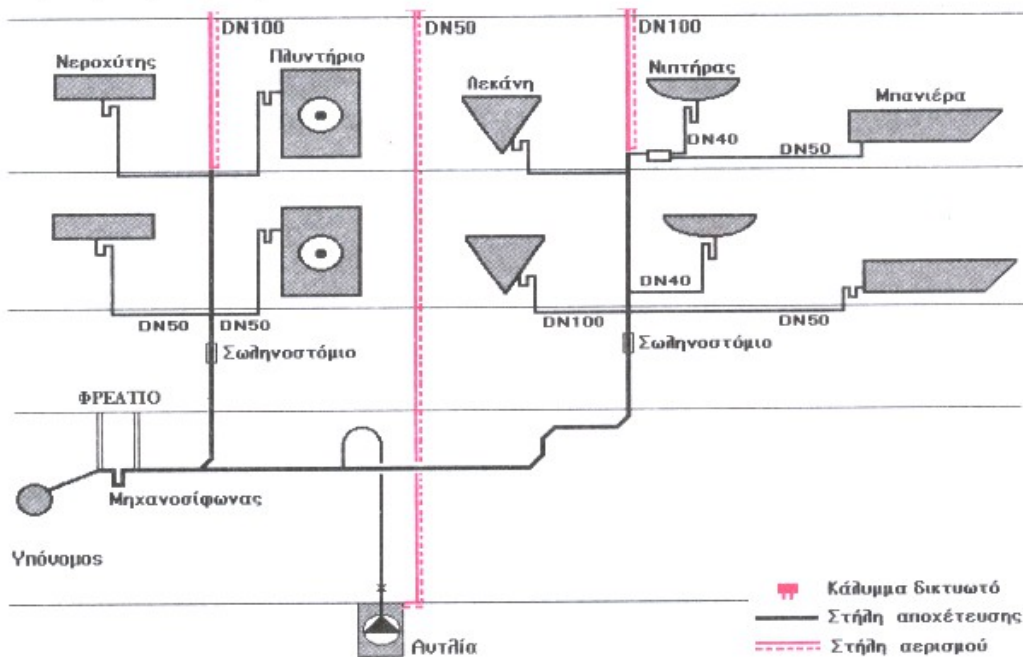 DN100
DN50
DN100
Νεροχύτης
Πλυντήριο
Λεκάνη
Νιπτήρας
Μπανιέρα
DN40
DN50
DN40
DN50
DN50
DN100
DN50
Σωληνοστόμιο
Σωληνοστόμιο
ΦΡΕΑΤΙΟ
Μηχανοσίφωνας
Υπόνομος
Αντλία
Κάλυμμα δικτυωτό
Στήλη αποχέτευσης
Στήλη αερισμού